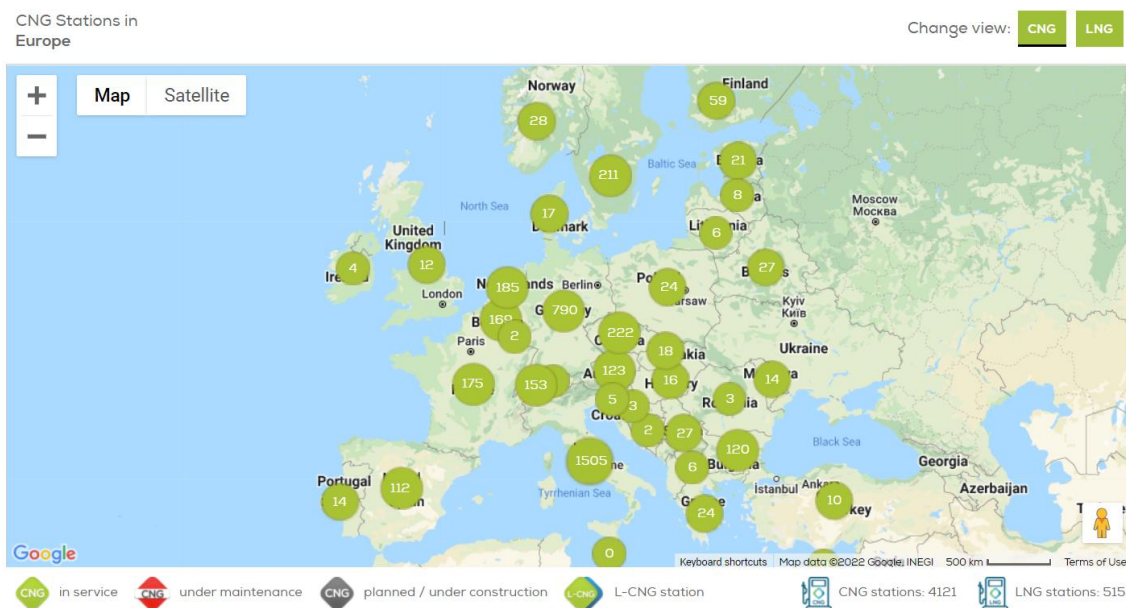 CNG Stations in
Europe
Change view:
CNG
LNG
+
Map
Satellite
−
Norway
28
Finland
59
211
Baltic Sea
21
8
Moscow
Москва
North Sea
17
6
United
Kingdom
12
4
27
185
Berlin
24
London
790
Kyiv
Київ
2
Paris
222
18
Ukraine
175
153
123
16
14
5
3
3
2
27
120
Black Sea
1505
6
Georgia
Portugal
14
112
Tyrrhenian Sea
Istanbul
10
Azerbaijan
24
0
Google
Keyboard shortcuts
Map data ©2022 Google, INEGI
500 km
Terms of Use
CNG
in service
CNG
under maintenance
CNG
planned / under construction
L-CNG
L-CNG station
CNG
CNG stations: 4121
LNG
LNG stations: 515